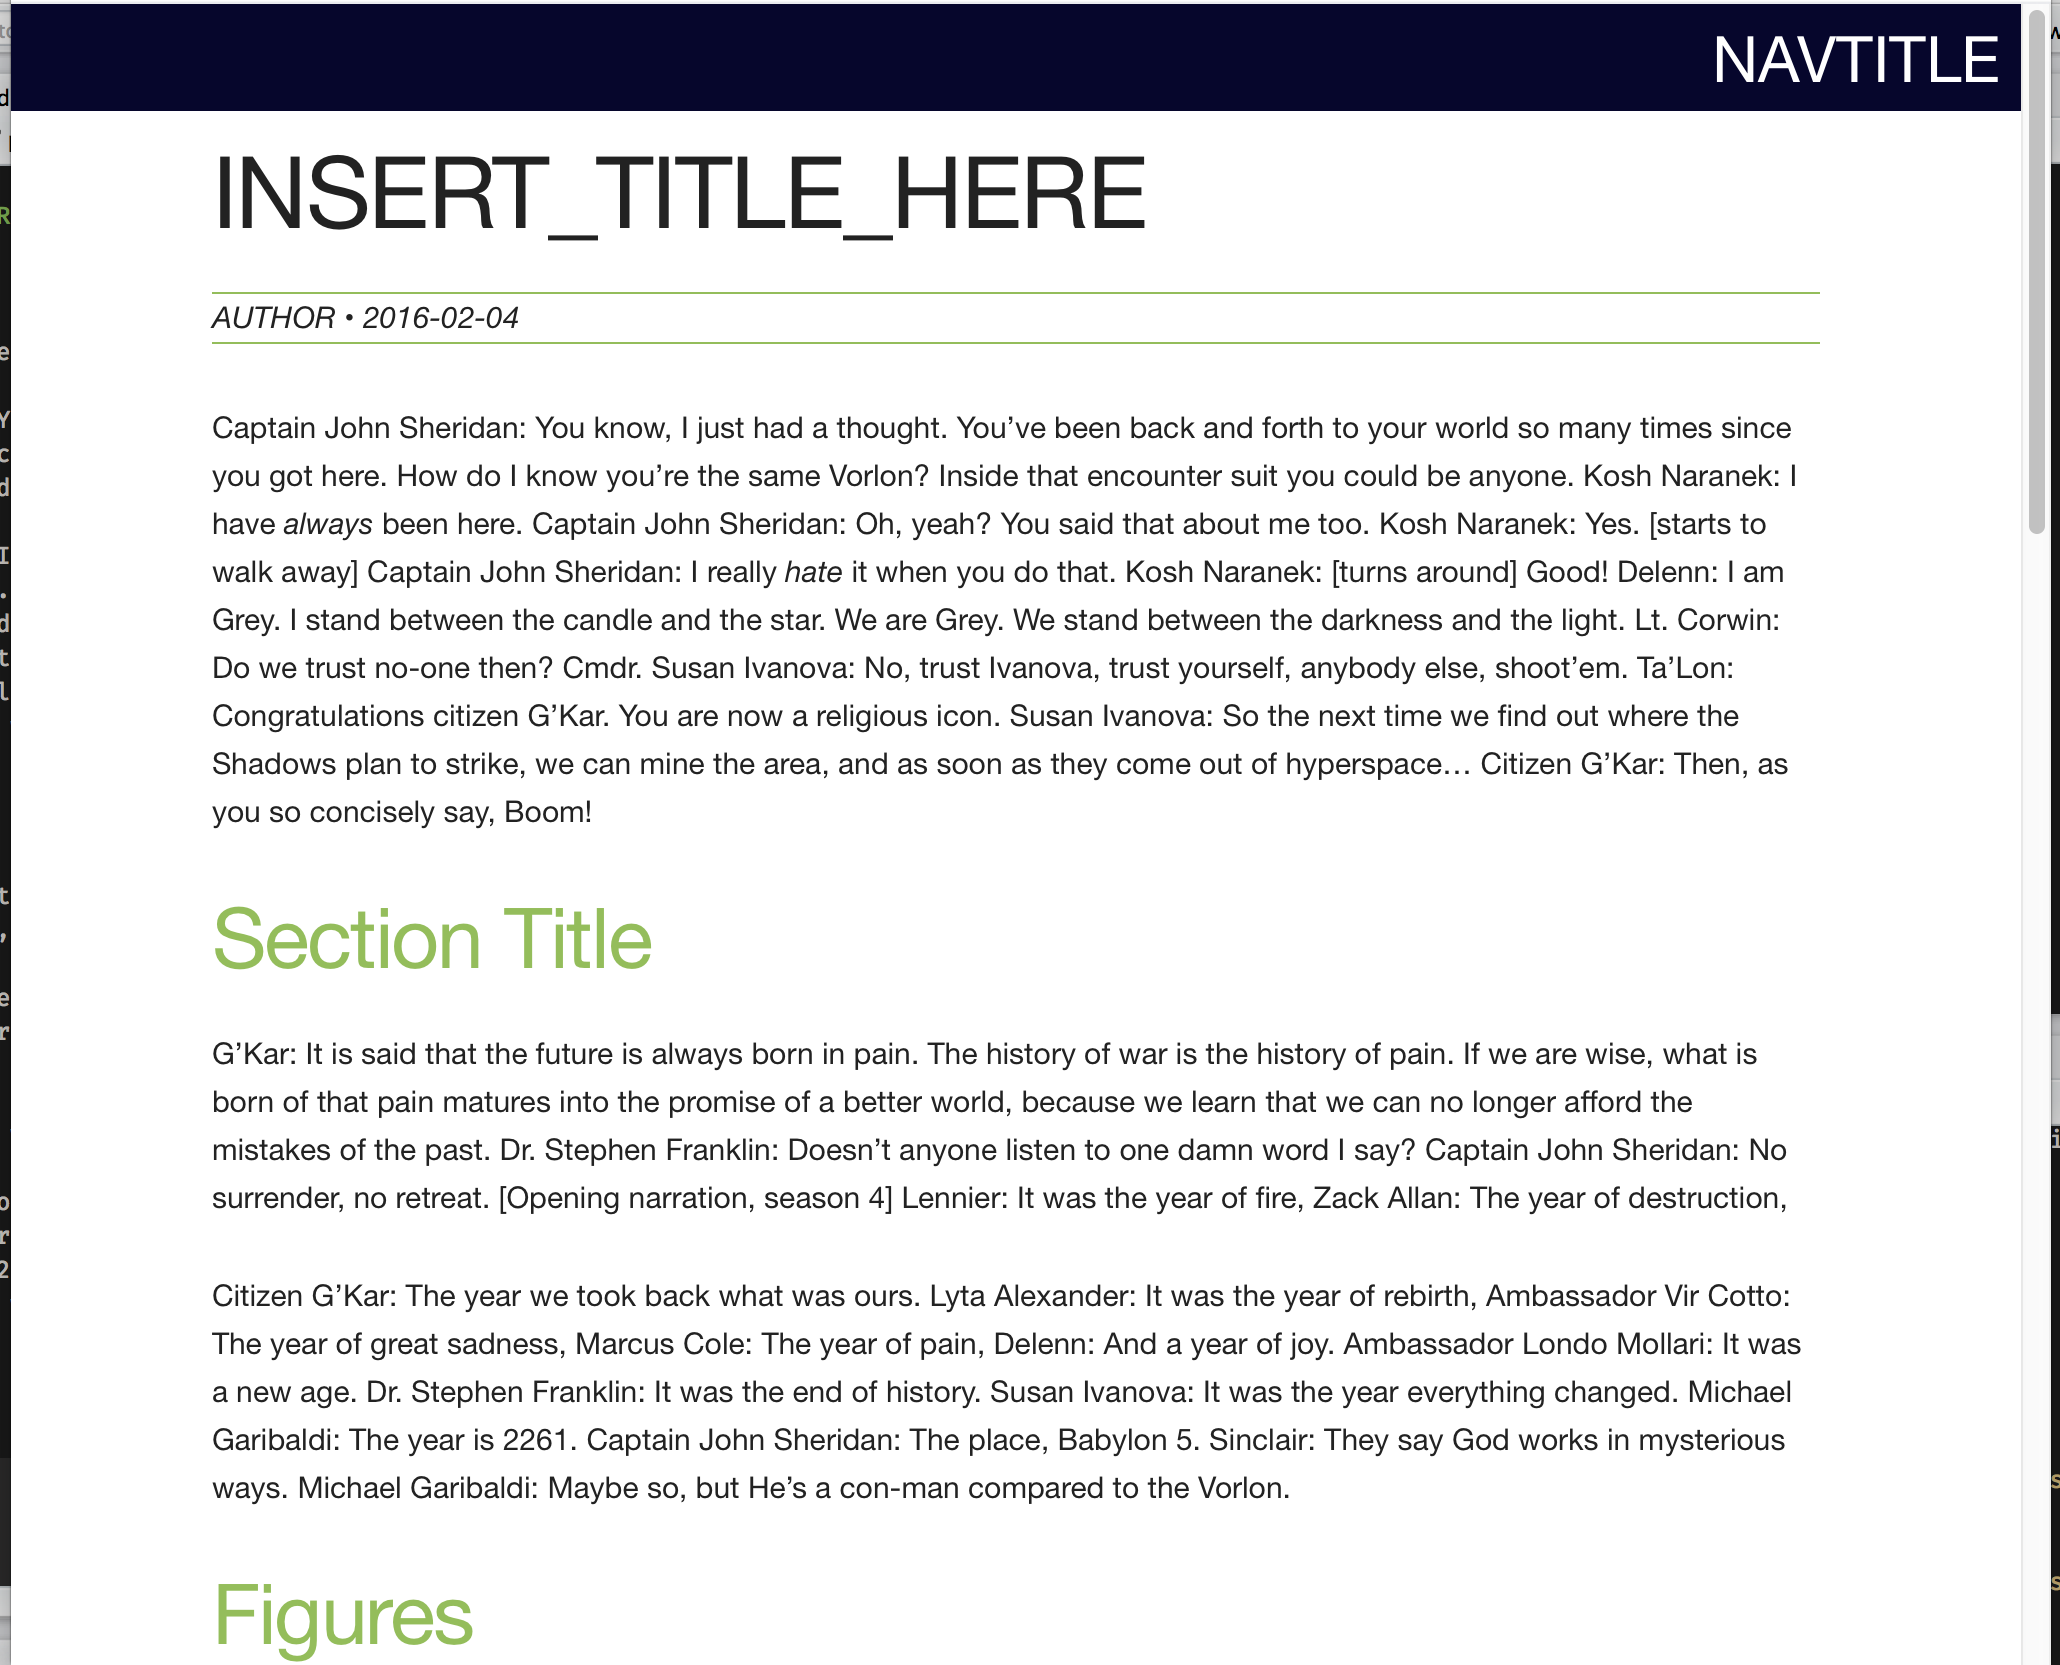 NAVTITLE
INSERT_TITLE_HERE
AUTHOR • 2016-02-04
Captain John Sheridan: You know, I just had a thought. You’ve been back and forth to your world so many times since
you got here. How do I know you’re the same Vorlon? Inside that encounter suit you could be anyone. Kosh Naranek: I
have always been here. Captain John Sheridan: Oh, yeah? You said that about me too. Kosh Naranek: Yes. [starts to
walk away] Captain John Sheridan: I really hate it when you do that. Kosh Naranek: [turns around] Good! Delenn: I am
Grey. I stand between the candle and the star. We are Grey. We stand between the darkness and the light. Lt. Corwin:
Do we trust no-one then? Cmdr. Susan Ivanova: No, trust Ivanova, trust yourself, anybody else, shoot’em. Ta’Lon:
Congratulations citizen G’Kar. You are now a religious icon. Susan Ivanova: So the next time we find out where the
Shadows plan to strike, we can mine the area, and as soon as they come out of hyperspace… Citizen G’Kar: Then, as
you so concisely say, Boom!
Section Title
G’Kar: It is said that the future is always born in pain. The history of war is the history of pain. If we are wise, what is
born of that pain matures into the promise of a better world, because we learn that we can no longer afford the
mistakes of the past. Dr. Stephen Franklin: Doesn’t anyone listen to one damn word I say? Captain John Sheridan: No
surrender, no retreat. [Opening narration, season 4] Lennier: It was the year of fire, Zack Allan: The year of destruction,
Citizen G’Kar: The year we took back what was ours. Lyta Alexander: It was the year of rebirth, Ambassador Vir Cotto:
The year of great sadness, Marcus Cole: The year of pain, Delenn: And a year of joy. Ambassador Londo Mollari: It was
a new age. Dr. Stephen Franklin: It was the end of history. Susan Ivanova: It was the year everything changed. Michael
Garibaldi: The year is 2261. Captain John Sheridan: The place, Babylon 5. Sinclair: They say God works in mysterious
ways. Michael Garibaldi: Maybe so, but He’s a con-man compared to the Vorlon.
Figures